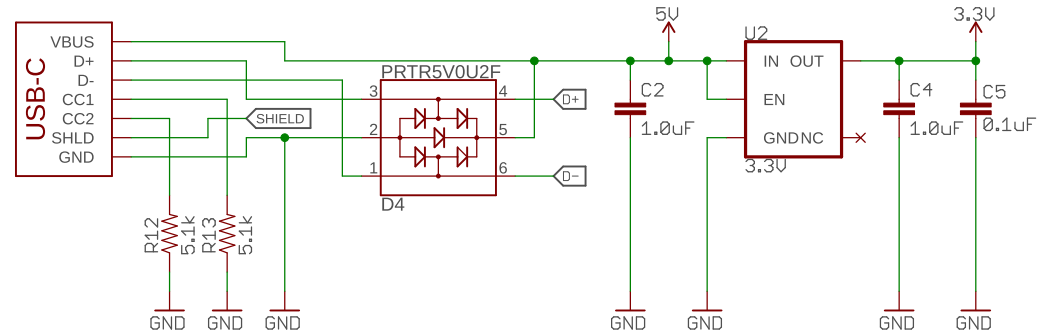 USB-C
VBUS
D+
D-
CC1
CC2
SHLD
GND
SHIELD
R12
5.1k
R13
5.1k
GND
GND
GND
PRTR5V0U2F
3
2
1
4
5
6
D4
D+
D-
5V
C2
1.0uF
GND
U2
IN OUT
EN
GNDNC
3.3V
GND
3.3V
C4
1.0uF
C5
0.1uF
GND
GND